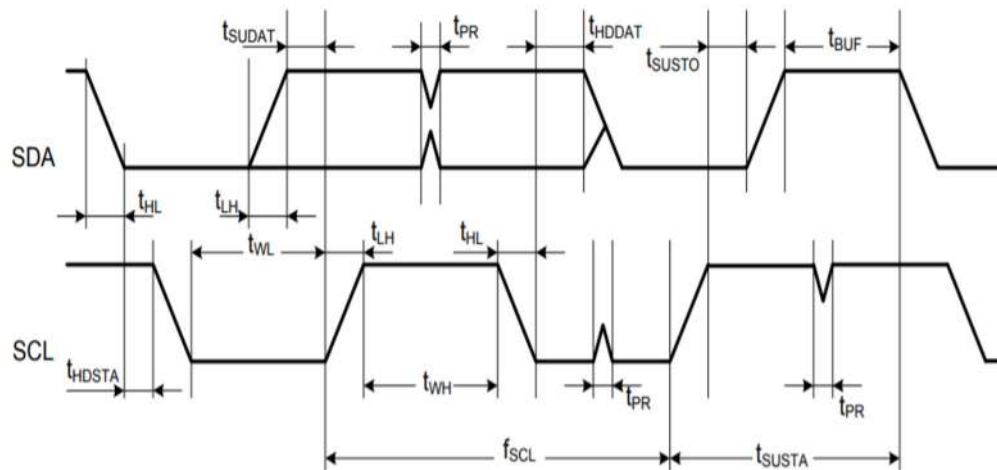 tSUDAT
tPR
tHDDAT
tSUSTO
tBUF
SDA
tHL
tLH
tWL
tLH
tHL
SCL
tHDSTA
tWH
tPR
tPR
fSCL
tSUSTA